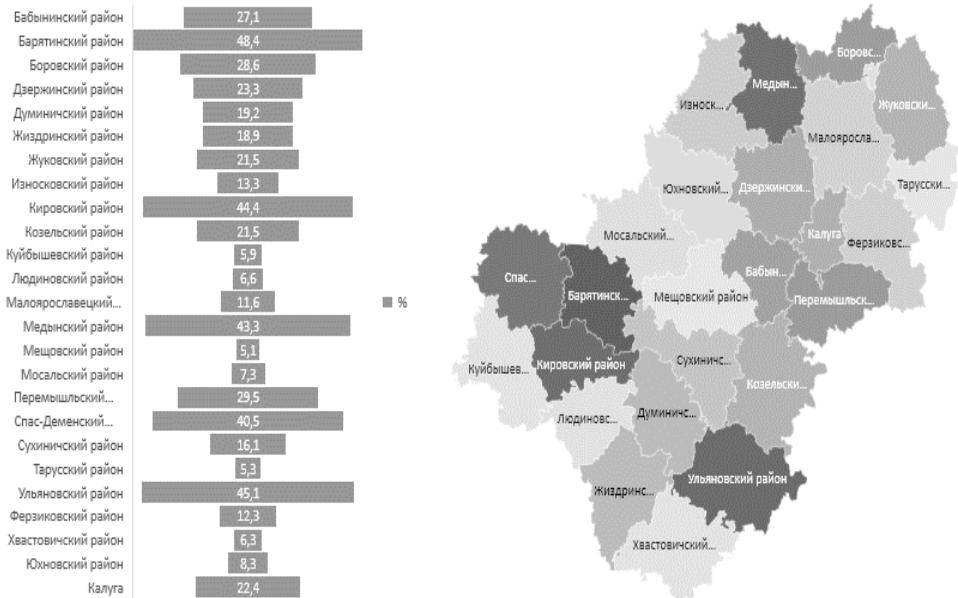 Бабынинский район 27,1
Барятинский район 48,4
Боровский район 28,6
Дзержинский район 23,3
Думиничский район 19,2
Жиздринский район 18,9
Жуковский район 21,5
Износковский район 13,3
Кировский район 44,4
Козельский район 21,5
Куйбышевский район 5,9
Людиновский район 6,6
Малоярославецкий... 11,6
Медынский район 43,3
Мещовский район 5,1
Мосальский район 7,3
Перемышльский... 29,5
Спас-Деменский... 40,5
Сухиничский район 16,1
Тарусский район 5,3
Ульяновский район 45,1
Ферзиковский район 12,3
Хвастовичский район 6,3
Юхновский район 8,3
Калуга 22,4
%
Боровс...
Медын...
Износк...
Жуковски...
Малояросла...
Тарусски...
Юхновский...
Дзержински...
Мосальский...
Калуга
Ферзиковс...
Спас...
Бабын...
Барятинск...
Мещовский район
Перемышльск...
Куйбышев...
Кировский район
Сухиничс...
Козельски...
Людиновс...
Думиничс...
Ульяновский район
Жиздринс...
Хвастовичский...